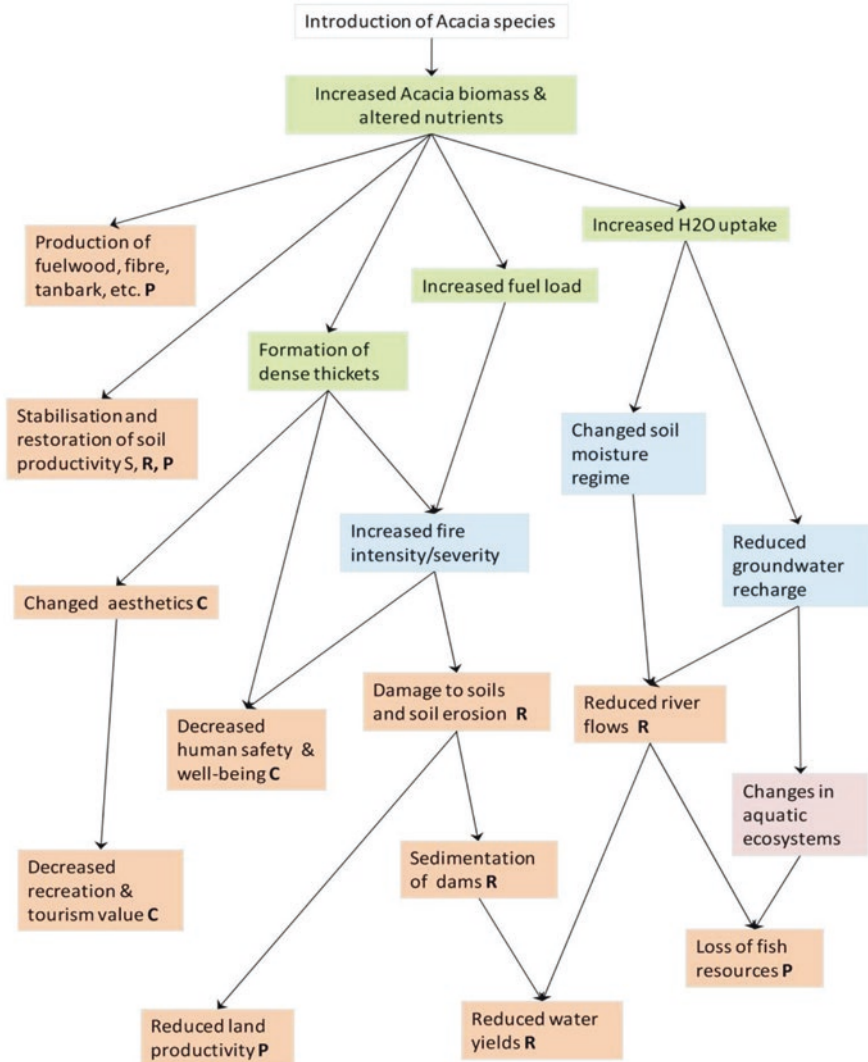 Introduction of Acacia species
Increased Acacia biomass &
altered nutrients
Production of
fuelwood, fibre,
tanbark, etc. P
Increased H2O uptake
Increased fuel load
Formation of
dense thickets
Stabilisation and
restoration of soil
productivity S, R, P
Changed soil
moisture
regime
Increased fire
intensity/severity
Reduced
groundwater
recharge
Changed aesthetics C
Damage to soils
and soil erosion R
Reduced river
flows R
Decreased
human safety &
well-being C
Changes in
aquatic
ecosystems
Decreased
recreation &
tourism value C
Sedimentation
of dams R
Loss of fish
resources P
Reduced land
productivity P
Reduced water
yields R